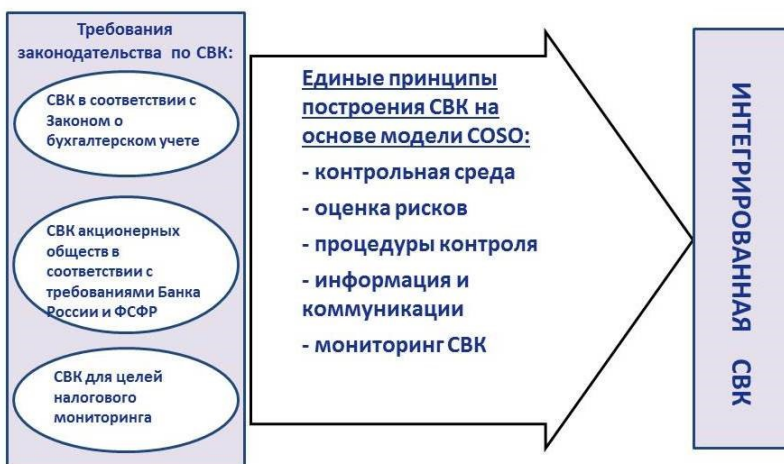 Требования
законодательства по СВК:
СВК в соответствии с
Законом о
бухгалтерском учете
СВК акционерных
обществ в
соответствии с
требованиями Банка
России и ФСФР
СВК для целей
налогового
мониторинга
Единые принципы
построения СВК на
основе модели COSO:
- контрольная среда
- оценка рисков
- процедуры контроля
- информация и
коммуникации
- мониторинг СВК
ИНТЕГРИРОВАННАЯ СВК